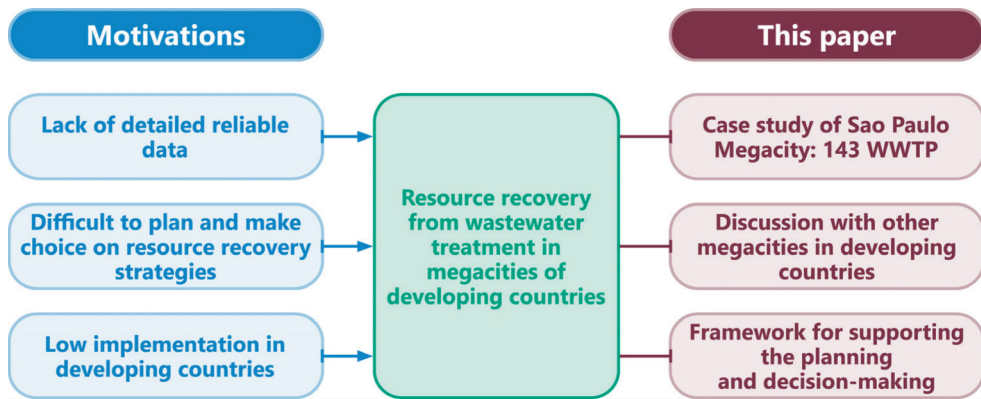 Motivations
This paper
Lack of detailed reliable
data
Difficult to plan and make
choice on resource recovery
strategies
Low implementation in
developing countries
Resource recovery
from wastewater
treatment in
megacities of
developing countries
Case study of Sao Paulo
Megacity: 143 WWTP
Discussion with other
megacities in developing
countries
Framework for supporting
the planning
and decision-making